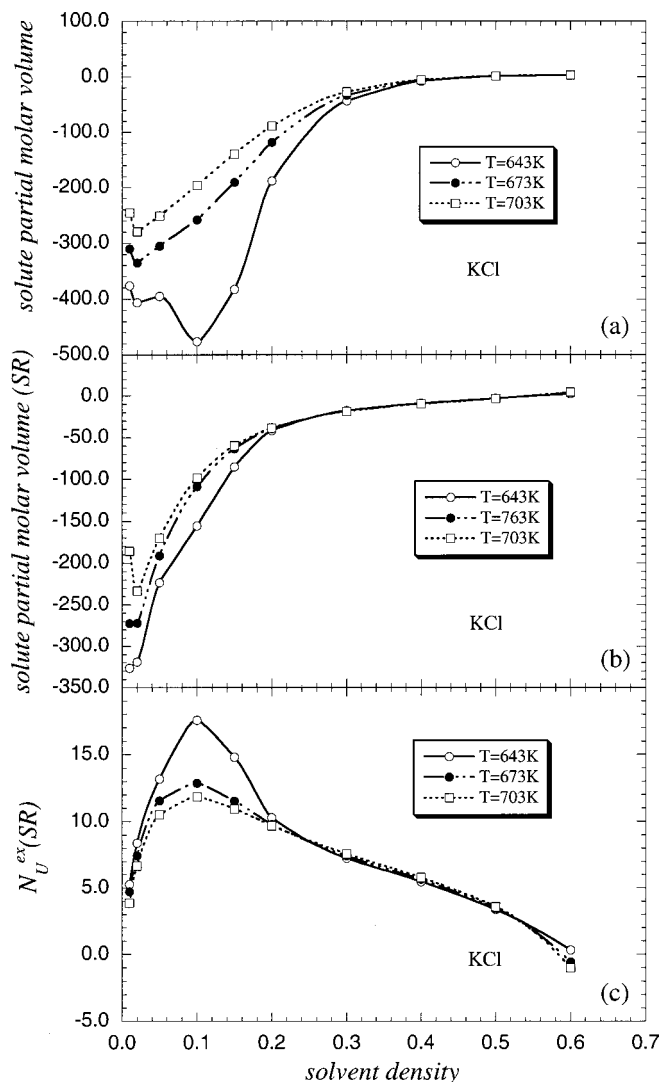 solute partial molar volume
100.0
0.0
-100.0
-200.0
-300.0
-400.0
-500.0
T=643K
T=673K
T=703K
KCl
(a)
solute partial molar volume (SR)
0.0
-50.0
-100.0
-150.0
-200.0
-250.0
-300.0
-350.0
T=643K
T=763K
T=703K
KCl
(b)
N_U^ex(SR)
15.0
10.0
5.0
0.0
-5.0
T=643K
T=673K
T=703K
KCl
(c)
0.0 0.1 0.2 0.3 0.4 0.5 0.6 0.7
solvent density